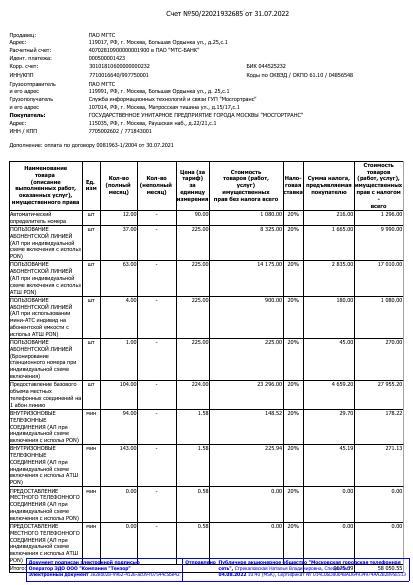 Счет №50/22021932685 от 31.07.2022
Продавец: ПАО МГТС
Адрес: 119017, РФ, г. Москва, Большая Ордынка ул., д.25,с.1
Расчетный счет: в ПАО "МТС-БАНК"
Идент. платежа 000500001423
Корр. счет: БИК 044525232
ИНН/КПП 7710016640/997750001 Коды по ОКВЭД / ОКПО 61.10 / 04856548
Грузоотправитель ПАО МГТС
и его адрес 119991, РФ, г. Москва, Большая Ордынка ул., д.25, с.1
Грузополучатель Служба информационных технологий и связи ГУП "Мосгортранс"
и его адрес 107014, РФ, г. Москва, Матросская тишина ул., д.15/17,с.1
Покупатель: ГОСУДАРСТВЕННОЕ УНИТАРНОЕ ПРЕДПРИЯТИЕ ГОРОДА МОСКВЫ "МОСГОРТРАНС"
Адрес: 115035, РФ, г. Москва, Раушская наб., д.22/21,с.1
ИНН / КПП 7705002602 / 771843001
Дополнение: оплата по договору 0081963-1/2004 от 30.07.2021
Наименование товара (описание выполненных работ, оказанных услуг), имущественного права
Ед. изм
Кол-во (полный месяц)
Кол-во (неполный месяц)
Цена (за тариф) за единицу измерения
Стоимость товаров (работ, услуг) имущественных прав без налога всего
Нало-говая ставка
Сумма налога, предъявляемая покупателю
Стоимость товаров (работ, услуг), имущественных прав с налогом - всего
Автоматический определитель номера шт 12.00 - 90.00 1 080.00 20% 216.00 1 296.00
ПОЛЬЗОВАНИЕ АБОНЕНТСКОЙ ЛИНИЕЙ (АЛ при индивидуальной схеме включения с использ PON) шт 37.00 - 225.00 8 325.00 20% 1 665.00 9 990.00
ПОЛЬЗОВАНИЕ АБОНЕНТСКОЙ ЛИНИЕЙ (АЛ при индивидуальной схеме включения с использ АТШ PON) шт 63.00 - 225.00 14 175.00 20% 2 835.00 17 010.00
ПОЛЬЗОВАНИЕ АБОНЕНТСКОЙ ЛИНИЕЙ (АЛ при использовании мини-АТС индивид на абонентской емкости с использ АТШ PON) шт 4.00 - 225.00 900.00 20% 180.00 1 080.00
ПОЛЬЗОВАНИЕ АБОНЕНТСКОЙ ЛИНИЕЙ (Бронирование станционного номера при индивидуальной схеме включения) шт 1.00 - 225.00 225.00 20% 45.00 270.00
Предоставление базового объема местных телефонных соединений на 1 абон линию шт 104.00 - 224.00 23 296.00 20% 4 659.20 27 955.20
ВНУТРИЗОНОВЫЕ ТЕЛЕФОННЫЕ СОЕДИНЕНИЯ (АЛ при индивидуальной схеме включения с использ PON) мин 94.00 - 1.58 148.52 20% 29.70 178.22
ВНУТРИЗОНОВЫЕ ТЕЛЕФОННЫЕ СОЕДИНЕНИЯ (АЛ при индивидуальной схеме включения с использ АТШ PON) мин 143.00 - 1.58 225.94 20% 45.19 271.13
ПРЕДОСТАВЛЕНИЕ МЕСТНОГО ТЕЛЕФОННОГО СОЕДИНЕНИЯ (АЛ при индивидуальной схеме включения с использ PON) мин 0.00 - 0.58 0.00 20% 0.00 0.00
ПРЕДОСТАВЛЕНИЕ МЕСТНОГО ТЕЛЕФОННОГО СОЕДИНЕНИЯ (АЛ при индивидуальной схеме включения с использ АТШ PON) мин 0.00 - 0.58 0.00 20% 0.00 0.00
Итого: 58 050.55
Документ подписан электронной подписью
Оператор ЭДО ООО "Компания "Тензор"
Электронный документ
Отправлено Публичное акционерное общество "Московская городская телефонная сеть",
04.08.2022 10:40 (MSK), Сертификат №